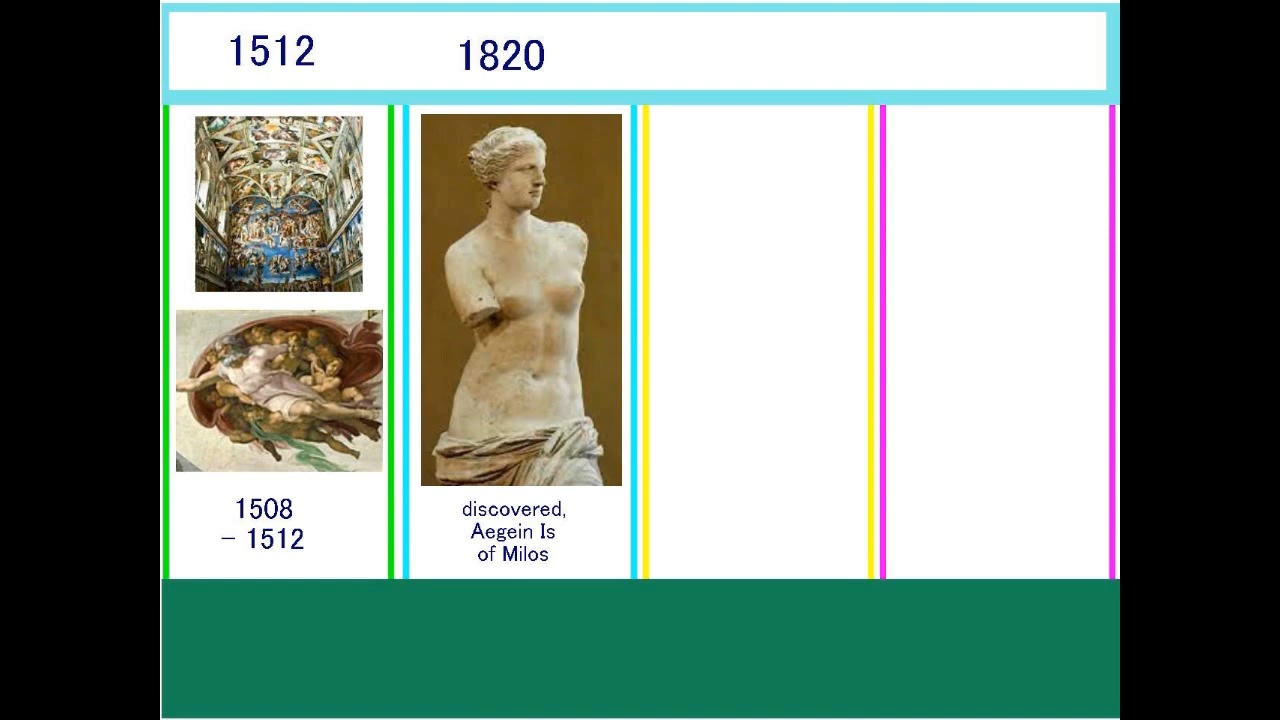 1512
1820
1508
- 1512
discovered,
Aegein Is
of Milos